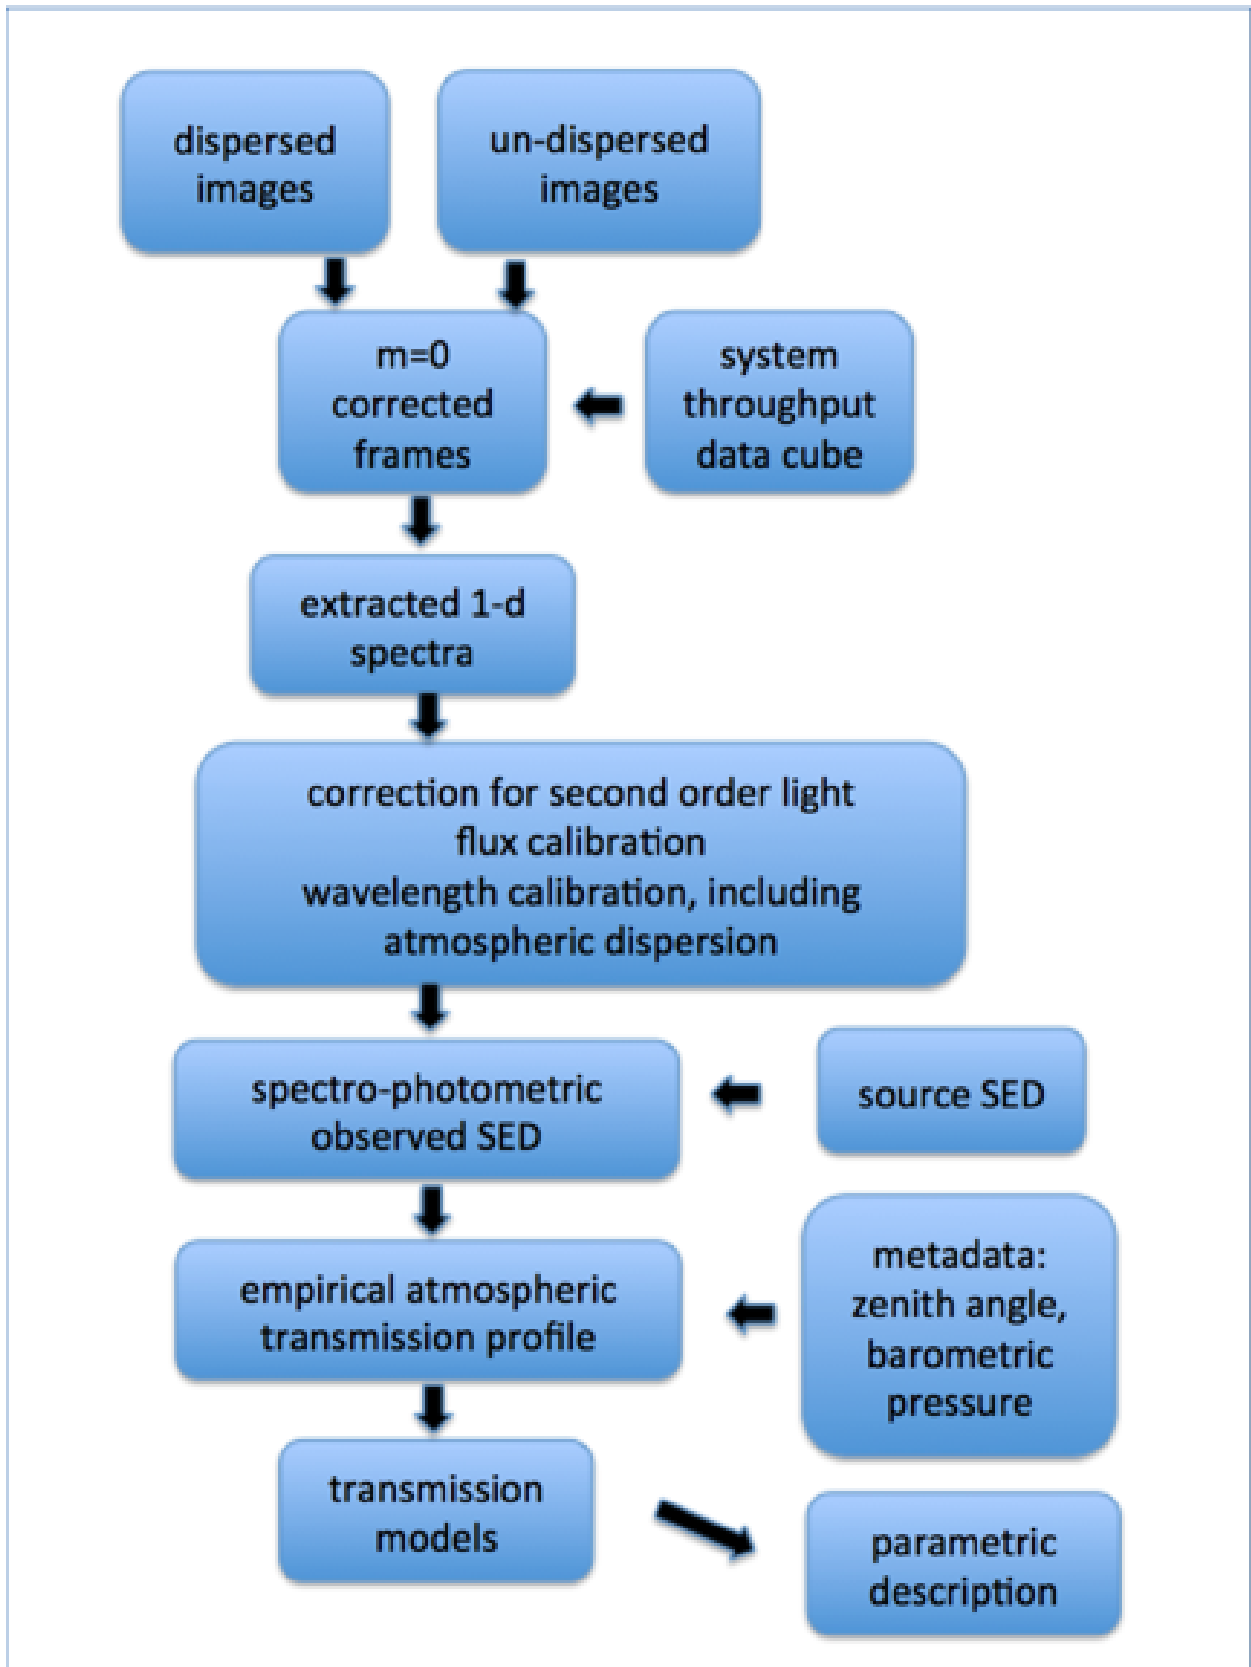 dispersed
images
un-dispersed
images
m=0
corrected
frames
system
throughput
data cube
extracted 1-d
spectra
correction for second order light
flux calibration
wavelength calibration, including
atmospheric dispersion
spectro-photometric
observed SED
source SED
empirical atmospheric
transmission profile
metadata:
zenith angle,
barometric
pressure
transmission
models
parametric
description